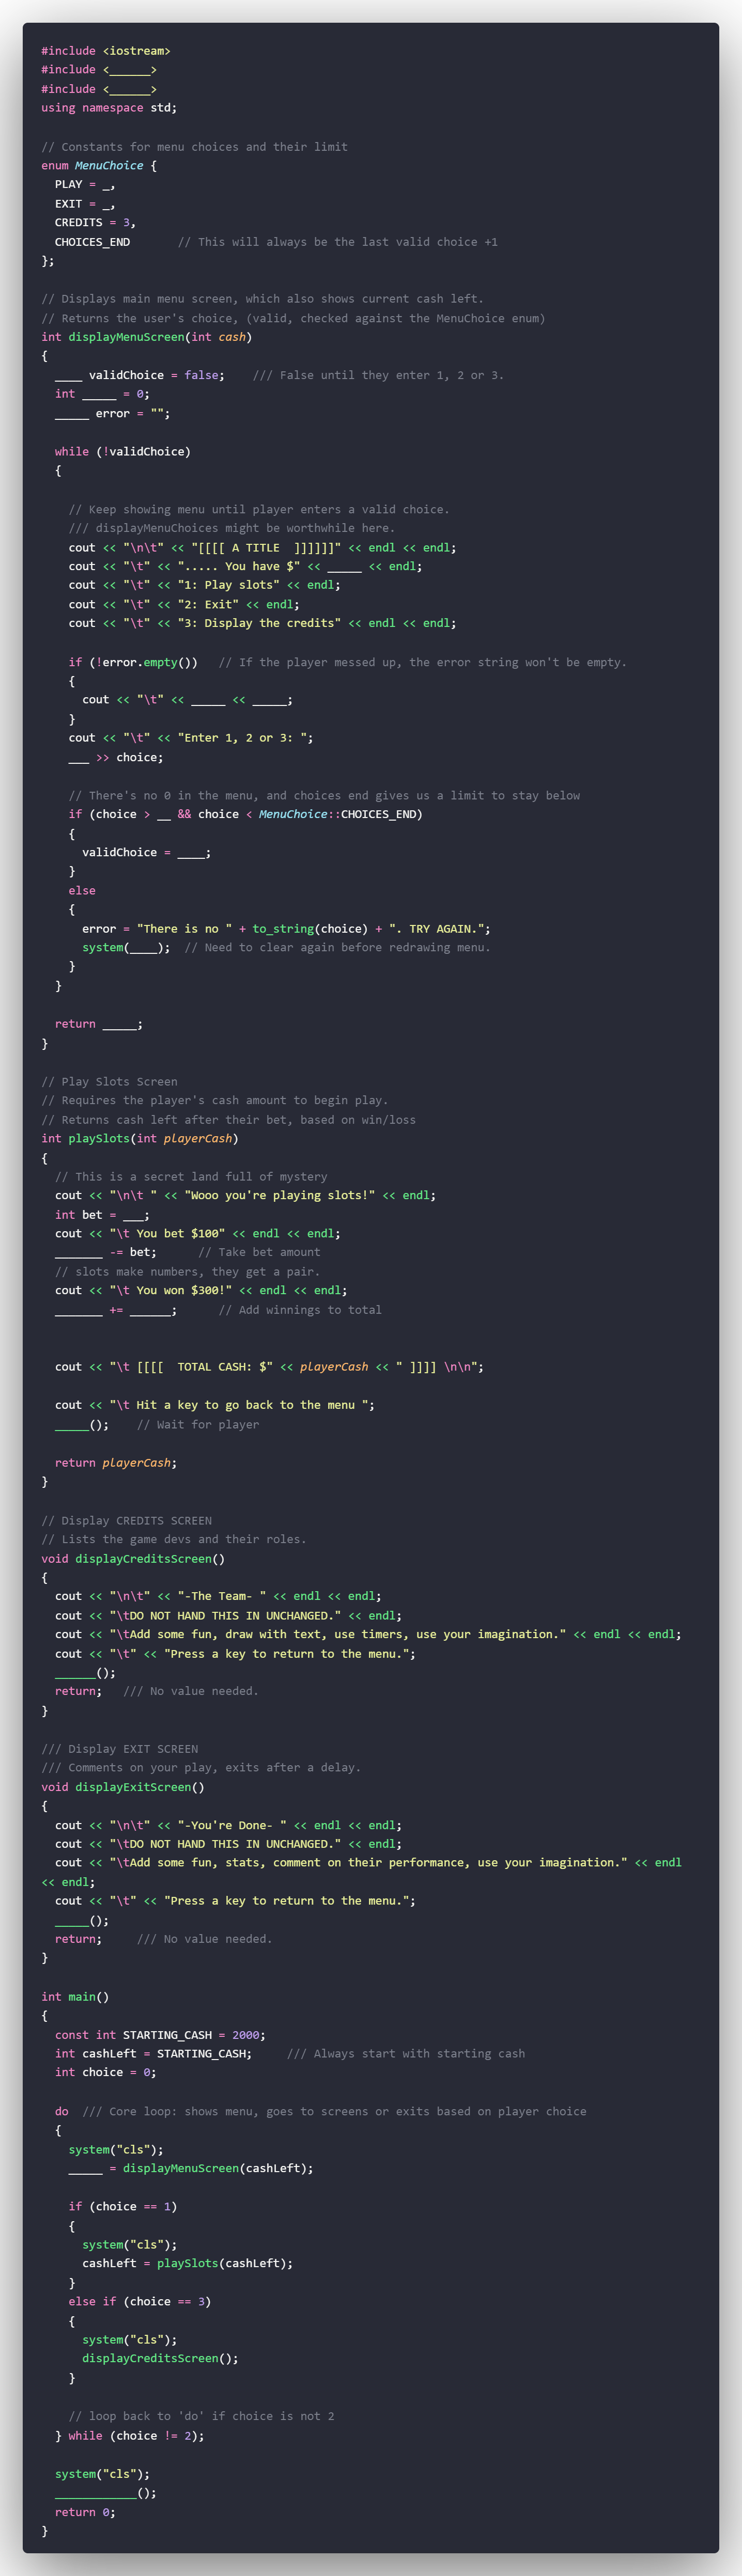 #include <iostream>
#include <______>
#include <______>
using namespace std;
// Constants for menu choices and their limit
enum MenuChoice {
PLAY = _,
EXIT = _,
CREDITS = 3,
CHOICES_END // This will always be the last valid choice +1
};
// Displays main menu screen, which also shows current cash left.
// Returns the user's choice, (valid, checked against the MenuChoice enum)
int displayMenuScreen(int cash)
{
____ validChoice = false; /// False until they enter 1, 2 or 3.
int _____ = 0;
_____ error = "";
while (!validChoice)
{
// Keep showing menu until player enters a valid choice.
/// displayMenuChoices might be worthwhile here.
cout << "\n\t" << "[[[[ A TITLE  ]]]]]]" << endl << endl;
cout << "\t" << "..... You have $" << _____ << endl;
cout << "\t" << "1: Play slots" << endl;
cout << "\t" << "2: Exit" << endl;
cout << "\t" << "3: Display the credits" << endl << endl;
if (!error.empty()) // If the player messed up, the error string won't be empty.
{
cout << "\t" << _____ << _____;
}
cout << "\t" << "Enter 1, 2 or 3: ";
___ >> choice;
// There's no 0 in the menu, and choices end gives us a limit to stay below
if (choice > __ && choice < MenuChoice::CHOICES_END)
{
validChoice = ____;
}
else
{
error = "There is no " + to_string(choice) + ". TRY AGAIN.";
system(____); // Need to clear again before redrawing menu.
}
}
return _____;
}
// Play Slots Screen
// Requires the player's cash amount to begin play.
// Returns cash left after their bet, based on win/loss
int playSlots(int playerCash)
{
// This is a secret land full of mystery
cout << "\n\t " << "Wooo you're playing slots!" << endl;
int bet = ___;
cout << "\t You bet $100" << endl << endl;
_______ -= bet; // Take bet amount
// slots make numbers, they get a pair.
cout << "\t You won $300!" << endl << endl;
_______ += ______; // Add winnings to total
cout << "\t [[[[  TOTAL CASH: $" << playerCash << " ]]]] \n\n";
cout << "\t Hit a key to go back to the menu ";
_____(); // Wait for player
return playerCash;
}
// Display CREDITS SCREEN
// Lists the game devs and their roles.
void displayCreditsScreen()
{
cout << "\n\t" << "-The Team- " << endl << endl;
cout << "\tDO NOT HAND THIS IN UNCHANGED." << endl;
cout << "\tAdd some fun, draw with text, use timers, use your imagination." << endl << endl;
cout << "\t" << "Press a key to return to the menu.";
______();
return; /// No value needed.
}
/// Display EXIT SCREEN
/// Comments on your play, exits after a delay.
void displayExitScreen()
{
cout << "\n\t" << "-You're Done- " << endl << endl;
cout << "\tDO NOT HAND THIS IN UNCHANGED." << endl;
cout << "\tAdd some fun, stats, comment on their performance, use your imagination." << endl
<< endl;
cout << "\t" << "Press a key to return to the menu.";
_____();
return; /// No value needed.
}
int main()
{
const int STARTING_CASH = 2000;
int cashLeft = STARTING_CASH; /// Always start with starting cash
int choice = 0;
do /// Core loop: shows menu, goes to screens or exits based on player choice
{
system("cls");
_____ = displayMenuScreen(cashLeft);
if (choice == 1)
{
system("cls");
cashLeft = playSlots(cashLeft);
}
else if (choice == 3)
{
system("cls");
displayCreditsScreen();
}
// loop back to 'do' if choice is not 2
} while (choice != 2);
system("cls");
____________();
return 0;
}